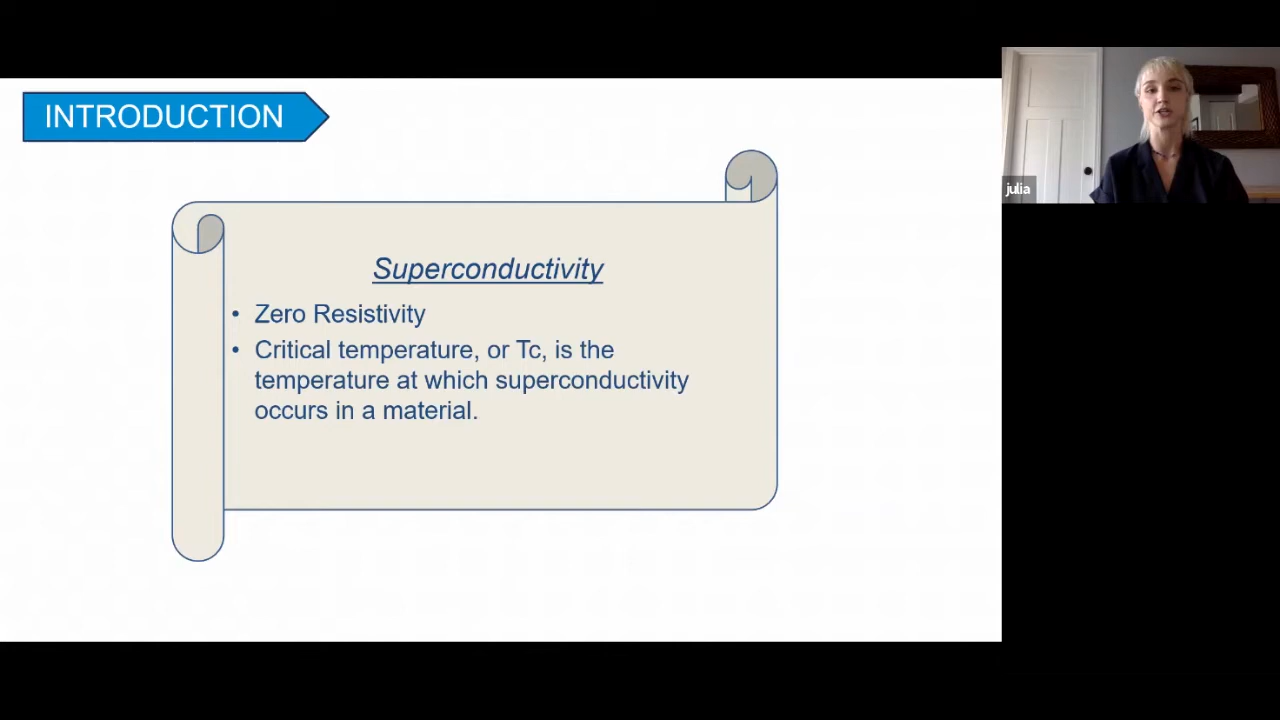 INTRODUCTION
julia
Superconductivity
• Zero Resistivity
• Critical temperature, or Tc, is the
temperature at which superconductivity
occurs in a material.